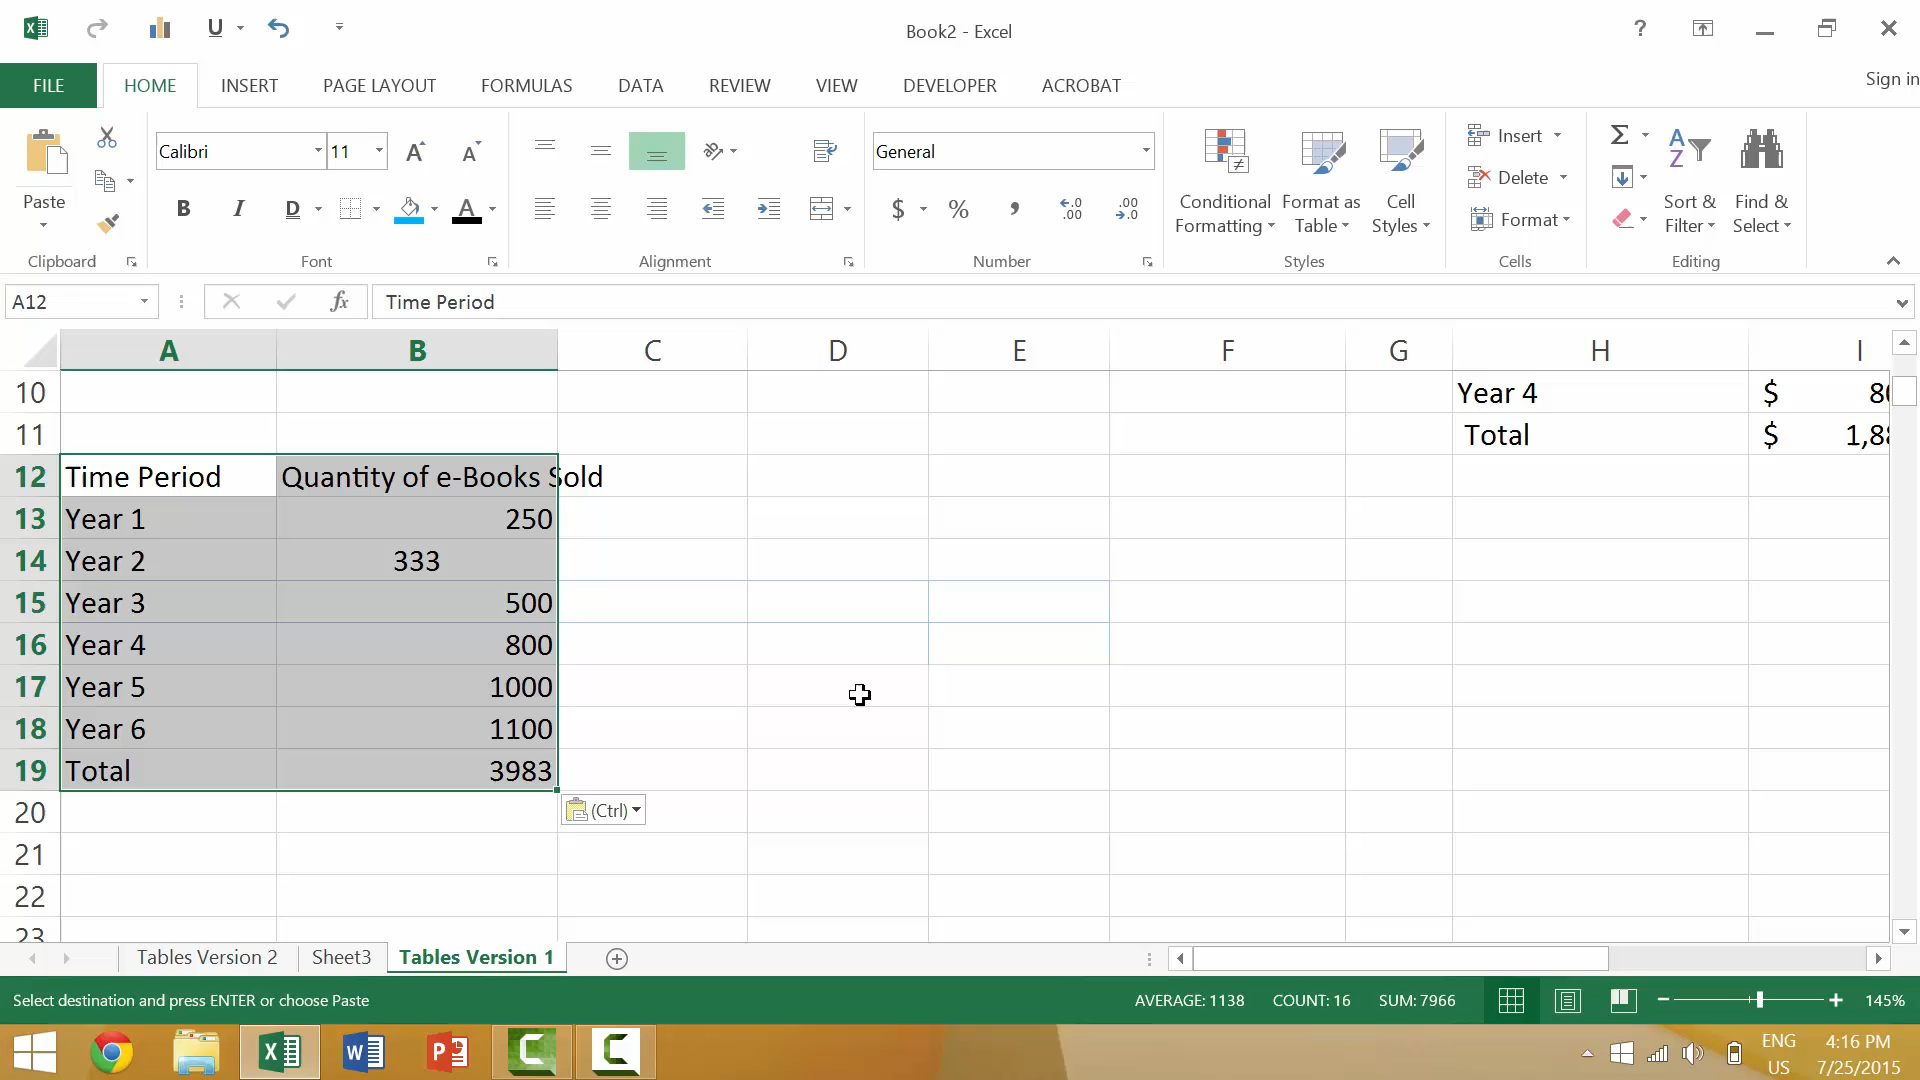 Book2 - Excel
?
Sign in
FILE HOME INSERT PAGE LAYOUT FORMULAS DATA REVIEW VIEW DEVELOPER ACROBAT
Paste
Clipboard
Calibri 11
B I D A
Font
Alignment
General
$ % ,
Number
Conditional Formatting
Format as Table
Cell Styles
Styles
Insert
Delete
Format
Cells
Sort & Filter
Find & Select
Editing
A12 fx Time Period
A B C D E F G H I
10 Year 4 $
11 Total $
12 Time Period Quantity of e-Books Sold
13 Year 1 250
14 Year 2 333
15 Year 3 500
16 Year 4 800
17 Year 5 1000
18 Year 6 1100
19 Total 3983
20 (Ctrl)
21
22
23
Tables Version 2 Sheet3 Tables Version 1
Select destination and press ENTER or choose Paste AVERAGE: 1138 COUNT: 16 SUM: 7966 145%
ENG 4:16 PM
US 7/25/2015